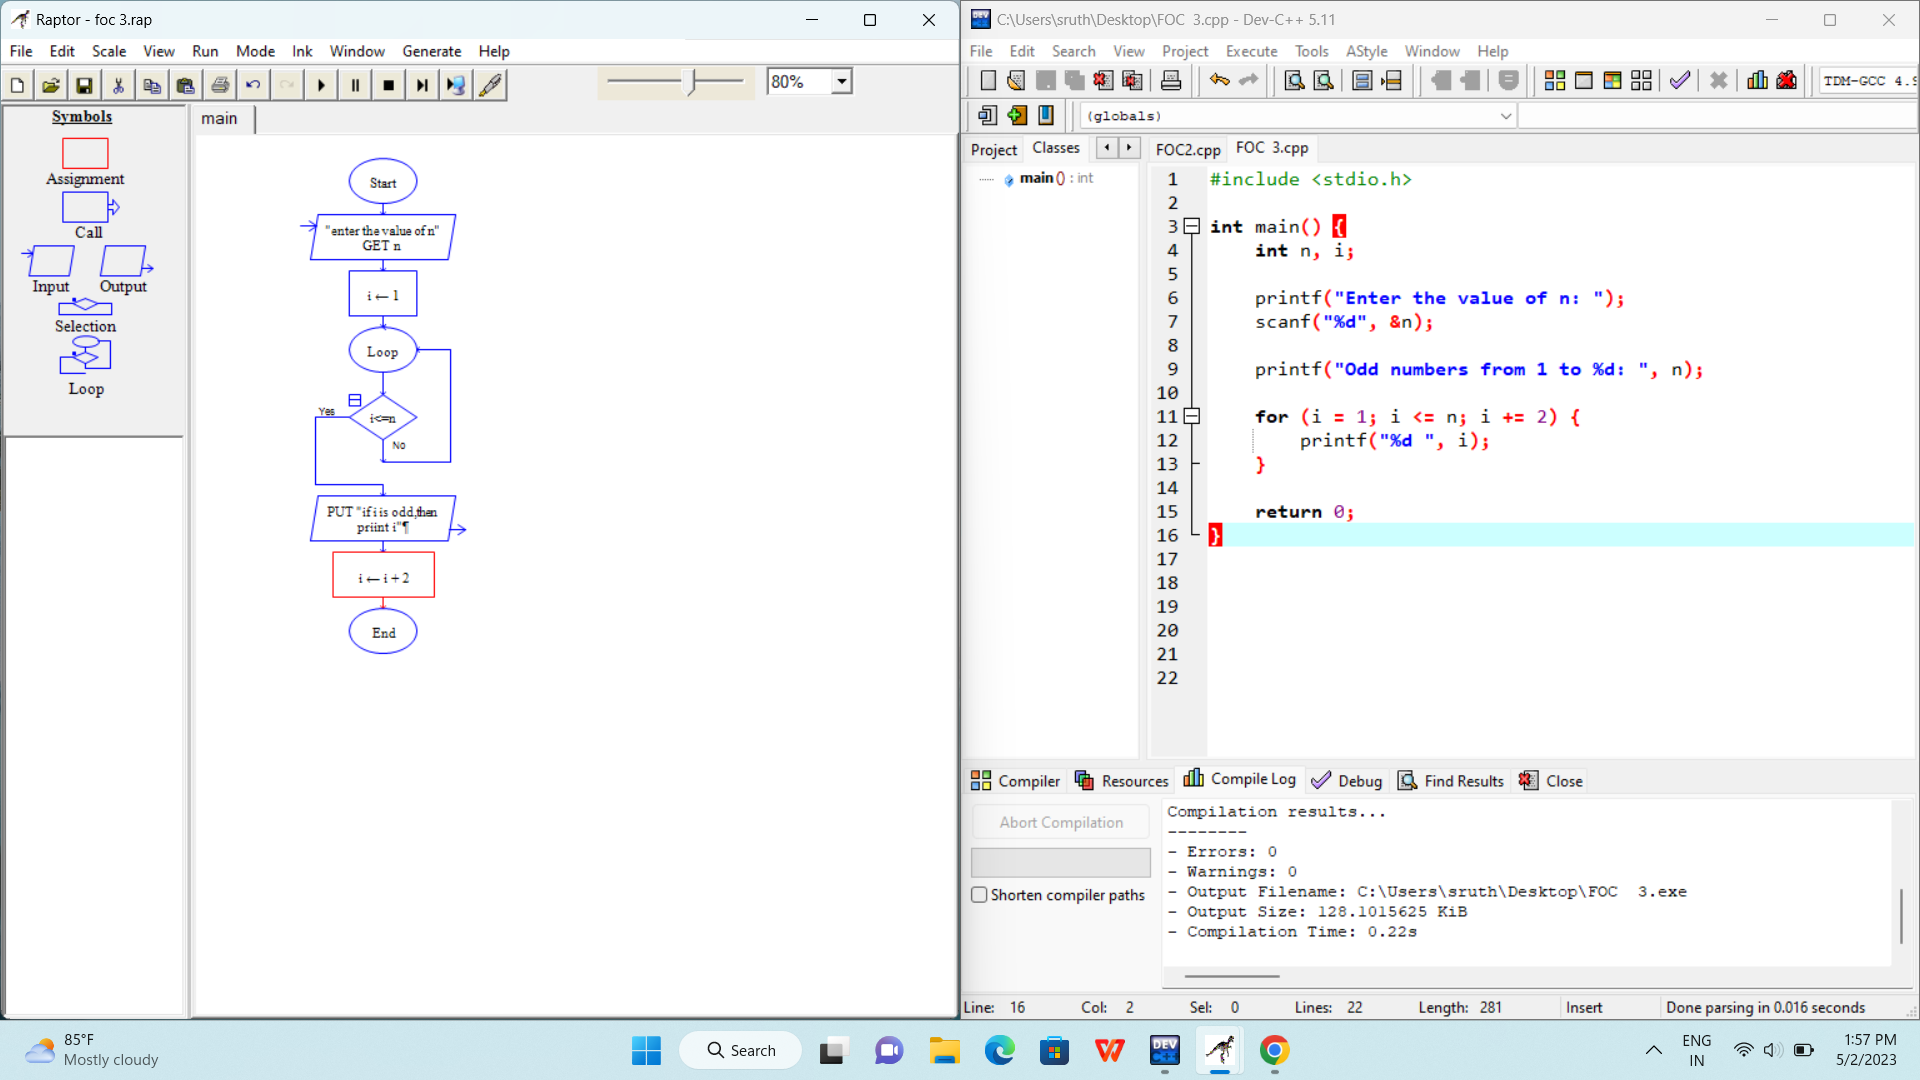 Raptor - foc 3.rap
File Edit Scale View Run Mode Ink Window Generate Help
80%
Symbols
Assignment
Call
Input Output
Selection
Loop
main
Start
"enter the value of n"
GET n
i ← 1
Loop
Yes
i<=n
No
PUT "if i is odd,then
priint i"¶
i ← i + 2
End
C:\Users\sruth\Desktop\FOC 3.cpp - Dev-C++ 5.11
File Edit Search View Project Execute Tools AStyle Window Help
TDM-GCC 4.9
(globals)
Project Classes
FOC2.cpp FOC 3.cpp
main() : int
1 #include <stdio.h>
2
3 int main() {
4 int n, i;
5
6 printf("Enter the value of n: ");
7 scanf("%d", &n);
8
9 printf("Odd numbers from 1 to %d: ", n);
10
11 for (i = 1; i <= n; i += 2) {
12 printf("%d ", i);
13 }
14
15 return 0;
16 }
17
18
19
20
21
22
Compiler Resources Compile Log Debug Find Results Close
Abort Compilation
Shorten compiler paths
Compilation results...
--------
- Errors: 0
- Warnings: 0
- Output Filename: C:\Users\sruth\Desktop\FOC 3.exe
- Output Size: 128.1015625 KiB
- Compilation Time: 0.22s
Line: 16 Col: 2 Sel: 0 Lines: 22 Length: 281 Insert Done parsing in 0.016 seconds
85°F
Mostly cloudy
Search
DEV
C++
ENG
IN
1:57 PM
5/2/2023